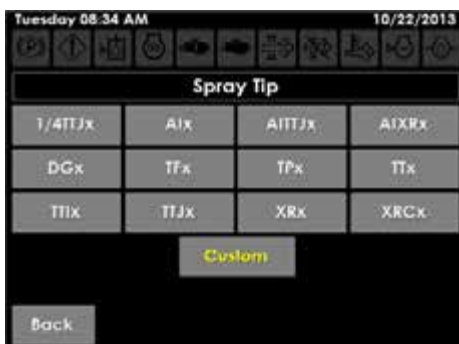 Tuesday 08:34 AM 10/22/2013
Spray Tip
1/4TTJx AIx AITTJx AIXRx
DGx TFx TPx TTx
TTIx TTJx XRx XRCx
Custom
Back